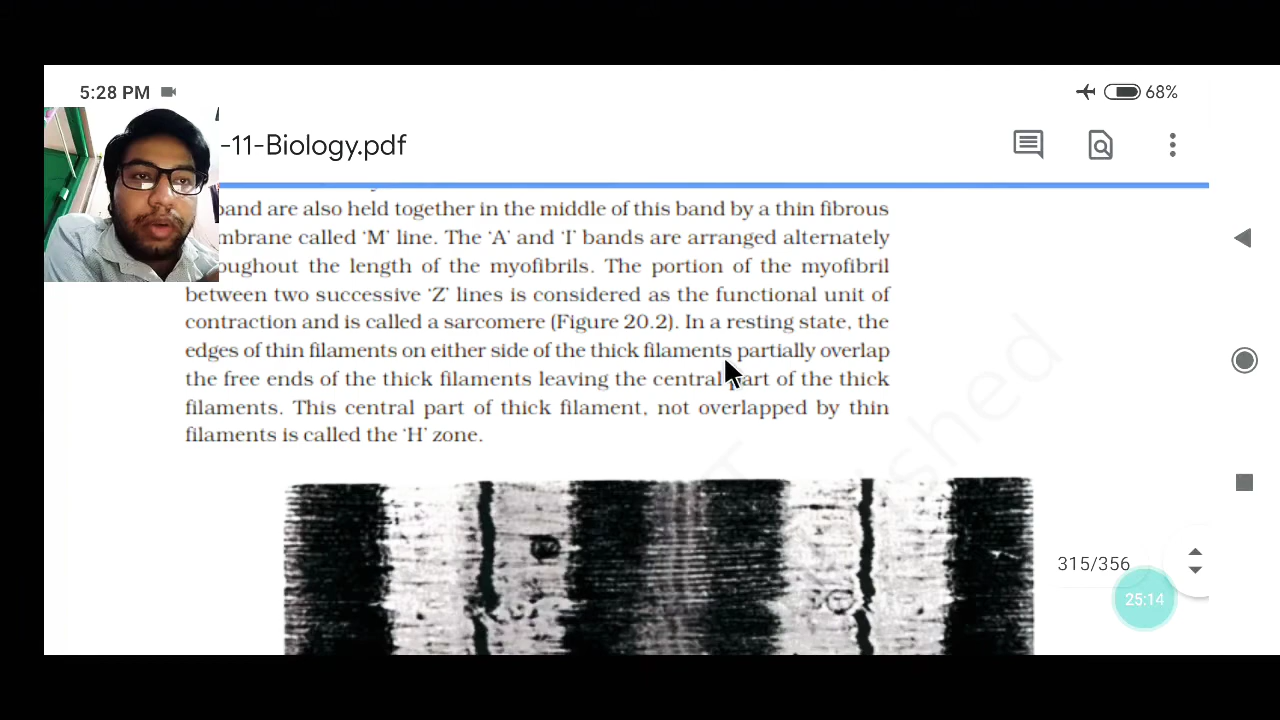 5:28 PM
68%
-11-Biology.pdf
band are also held together in the middle of this band by a thin fibrous
mbrane called ‘M’ line. The ‘A’ and ‘I’ bands are arranged alternately
oughout the length of the myofibrils. The portion of the myofibril
between two successive ‘Z’ lines is considered as the functional unit of
contraction and is called a sarcomere (Figure 20.2). In a resting state, the
edges of thin filaments on either side of the thick filaments partially overlap
the free ends of the thick filaments leaving the central part of the thick
filaments. This central part of thick filament, not overlapped by thin
filaments is called the ‘H’ zone.
315/356
25:14